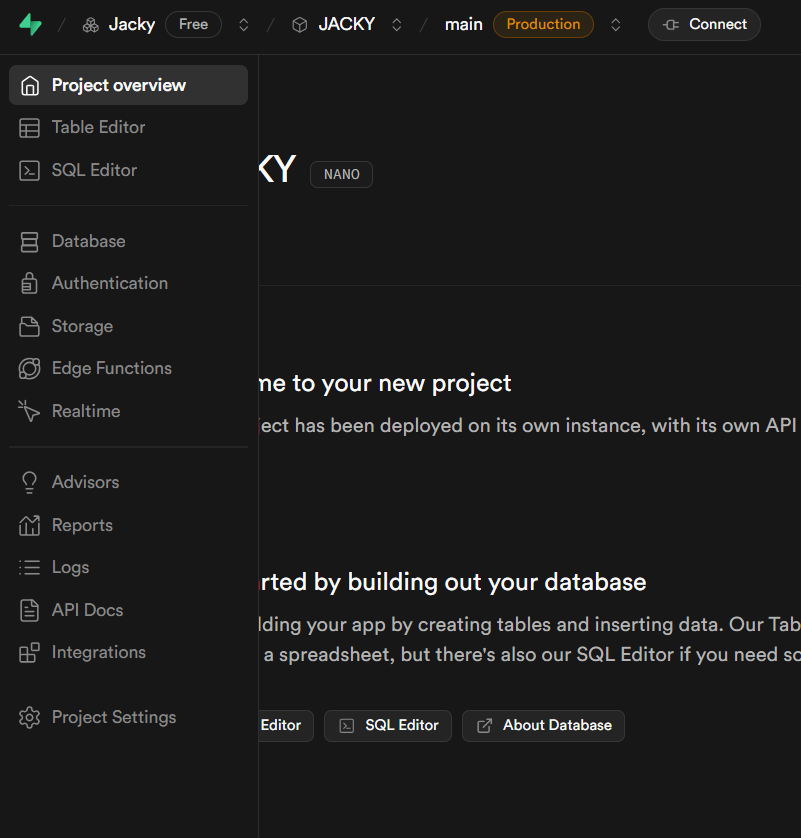 Jacky Free JACKY main Production Connect
Project overview
Table Editor
SQL Editor
Database
Authentication
Storage
Edge Functions
Realtime
Advisors
Reports
Logs
API Docs
Integrations
Project Settings
KY NANO
me to your new project
ject has been deployed on its own instance, with its own API
rted by building out your database
lding your app by creating tables and inserting data. Our Tab
a spreadsheet, but there's also our SQL Editor if you need so
Editor SQL Editor About Database